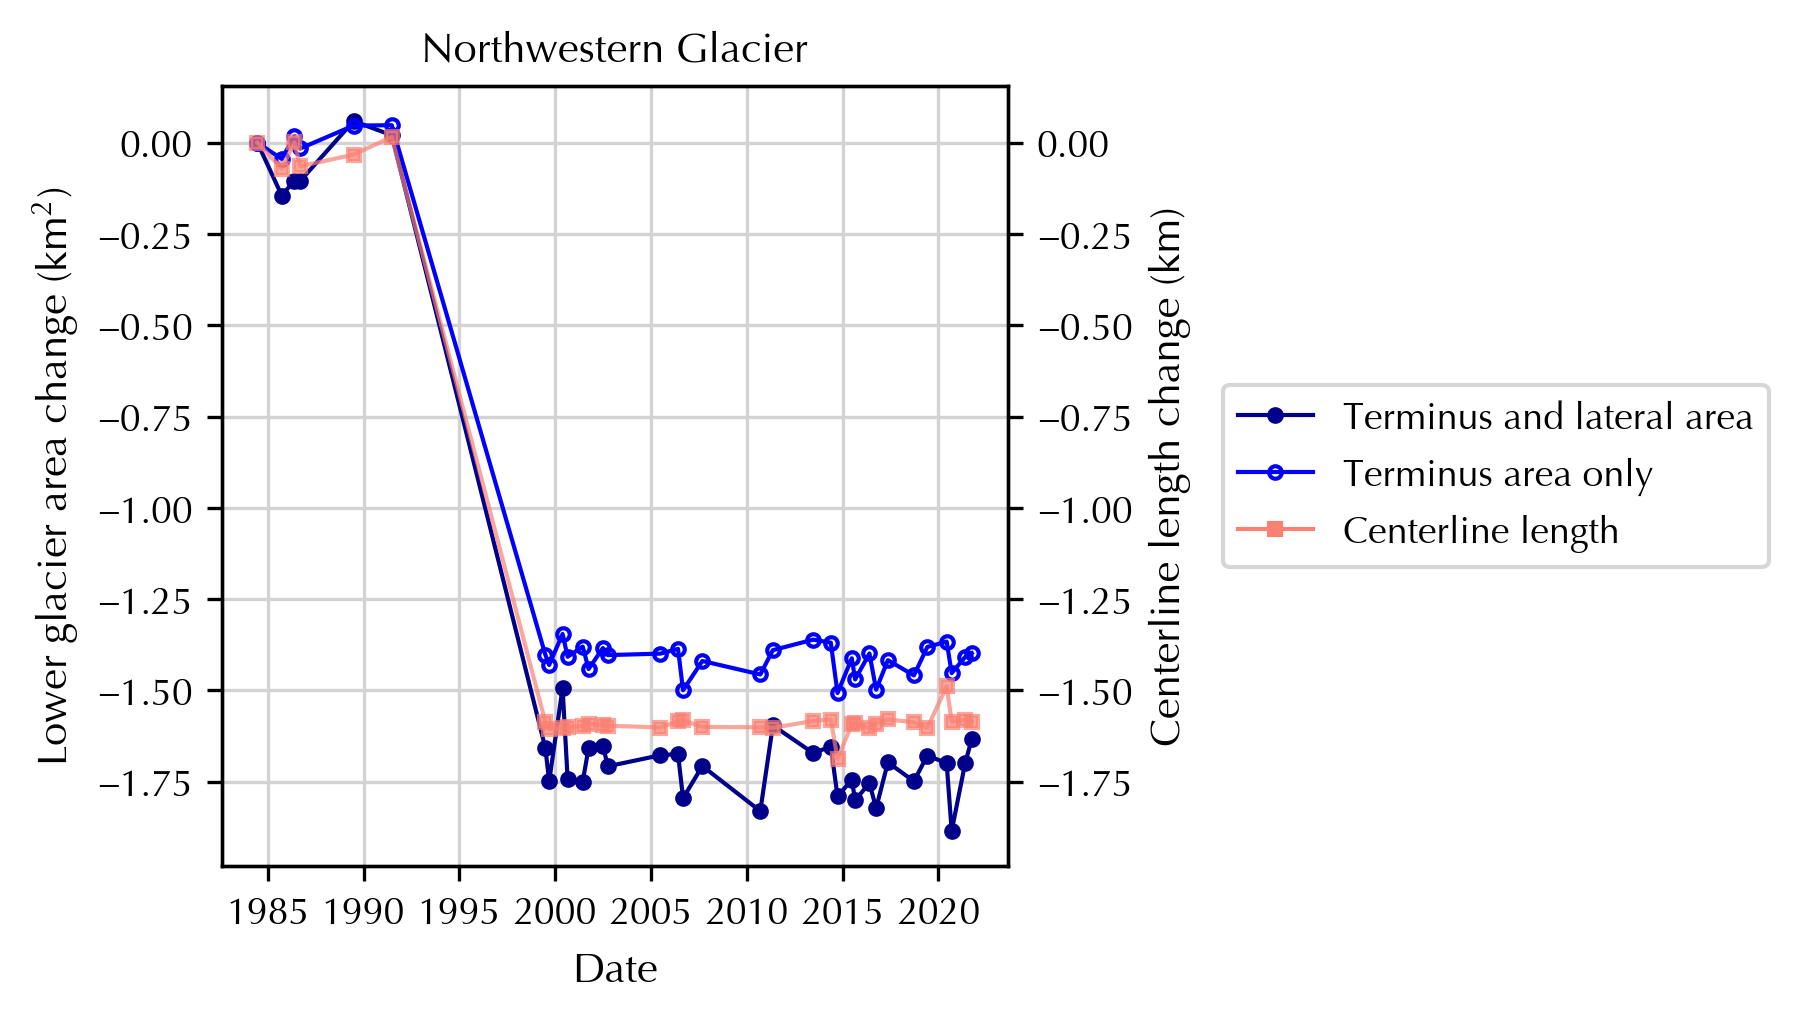 Northwestern Glacier
Lower glacier area change (km²)
0.00
−0.25
−0.50
−0.75
−1.00
−1.25
−1.50
−1.75
0.00
−0.25
−0.50
−0.75
−1.00
−1.25
−1.50
−1.75
Centerline length change (km)
1985 1990 1995 2000 2005 2010 2015 2020
Date
Terminus and lateral area
Terminus area only
Centerline length